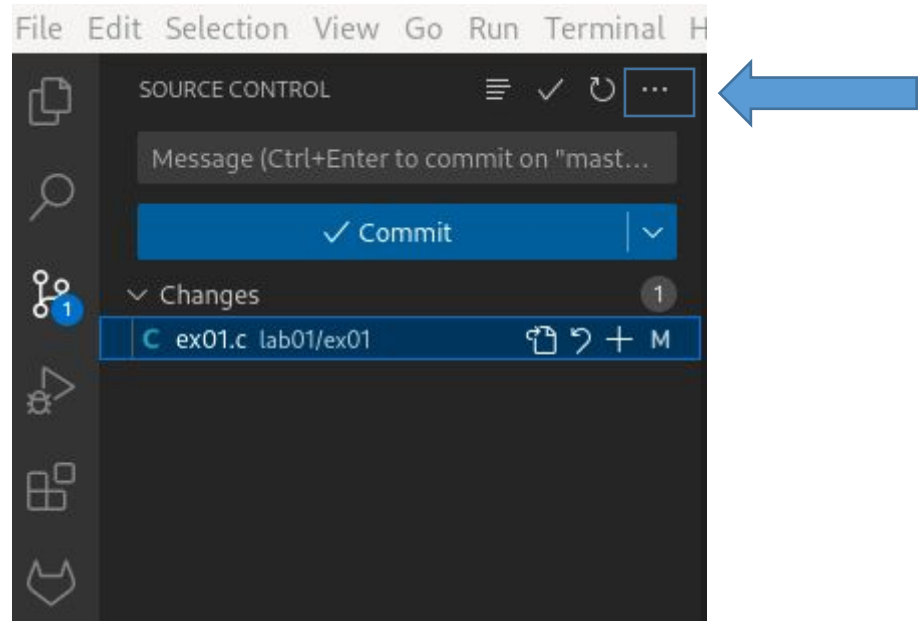 File Edit Selection View Go Run Terminal H
SOURCE CONTROL
Message (Ctrl+Enter to commit on "mast...
Commit
Changes 1
1
C ex01.c lab01/ex01 M